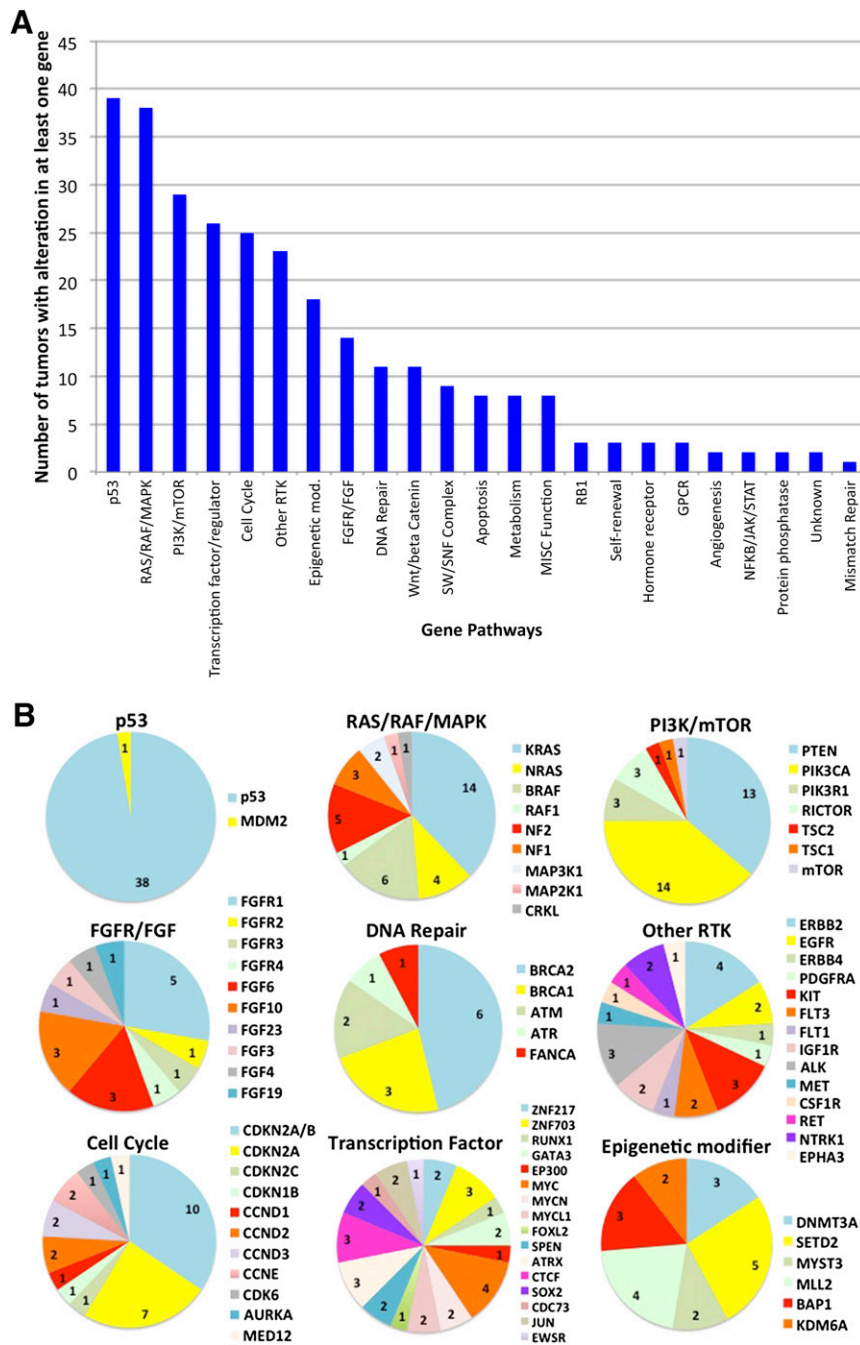 A
Number of tumors with alteration in at least one gene
45
40
35
30
25
20
15
10
5
0
p53
RAS/RAF/MAPK
PI3K/mTOR
Transcription factor/regulator
Cell Cycle
Other RTK
Epigenetic mod.
FGFR/FGF
DNA Repair
Wnt/beta Catenin
SW/SNF Complex
Apoptosis
Metabolism
MISC Function
RB1
Self-renewal
Hormone receptor
GPCR
Angiogenesis
NFKB/JAK/STAT
Protein phosphatase
Unknown
Mismatch Repair
Gene Pathways
B
p53
1
38
p53
MDM2
RAS/RAF/MAPK
14
4
6
1
5
3
2
1
1
KRAS
NRAS
BRAF
RAF1
NF2
NF1
MAP3K1
MAP2K1
CRKL
PI3K/mTOR
13
14
3
3
1
1
1
PTEN
PIK3CA
PIK3R1
RICTOR
TSC2
TSC1
mTOR
FGFR/FGF
5
1
1
1
3
3
1
1
1
1
FGFR1
FGFR2
FGFR3
FGFR4
FGF6
FGF10
FGF23
FGF3
FGF4
FGF19
DNA Repair
6
3
2
1
1
BRCA2
BRCA1
ATM
ATR
FANCA
Other RTK
4
2
1
1
3
2
1
2
3
1
1
1
2
1
ERBB2
EGFR
ERBB4
PDGFRA
KIT
FLT3
FLT1
IGF1R
ALK
MET
CSF1R
RET
NTRK1
EPHA3
Cell Cycle
10
7
1
1
1
2
2
2
1
1
1
CDKN2A/B
CDKN2A
CDKN2C
CDKN1B
CCND1
CCND2
CCND3
CCNE
CDK6
AURKA
MED12
Transcription Factor
2
3
1
2
1
4
2
2
1
2
3
3
2
1
2
1
ZNF217
ZNF703
RUNX1
GATA3
EP300
MYC
MYCN
MYCL1
FOXL2
SPEN
ATRX
CTCF
SOX2
CDC73
JUN
EWSR
Epigenetic modifier
3
5
2
4
3
2
DNMT3A
SETD2
MYST3
MLL2
BAP1
KDM6A